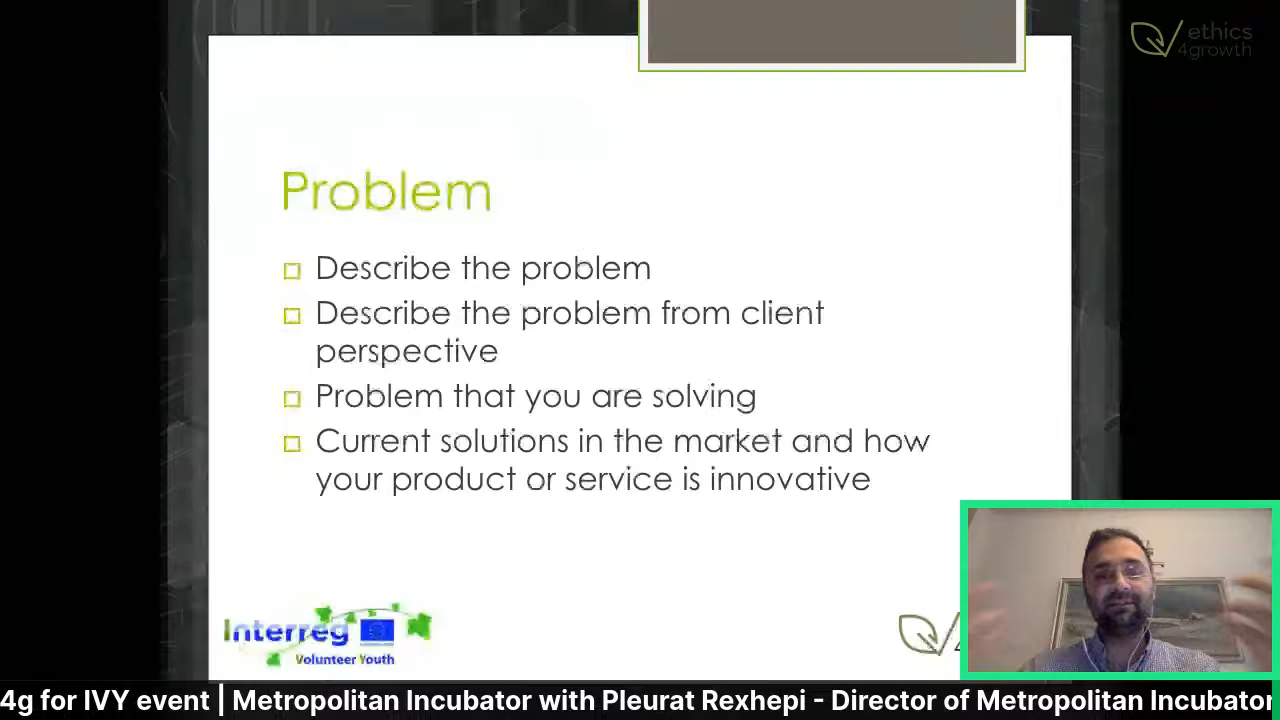 ethics
4growth
Problem
Describe the problem
Describe the problem from client
perspective
Problem that you are solving
Current solutions in the market and how
your product or service is innovative
Interreg
Volunteer Youth
4g for IVY event | Metropolitan Incubator with Pleurat Rexhepi - Director of Metropolitan Incubator